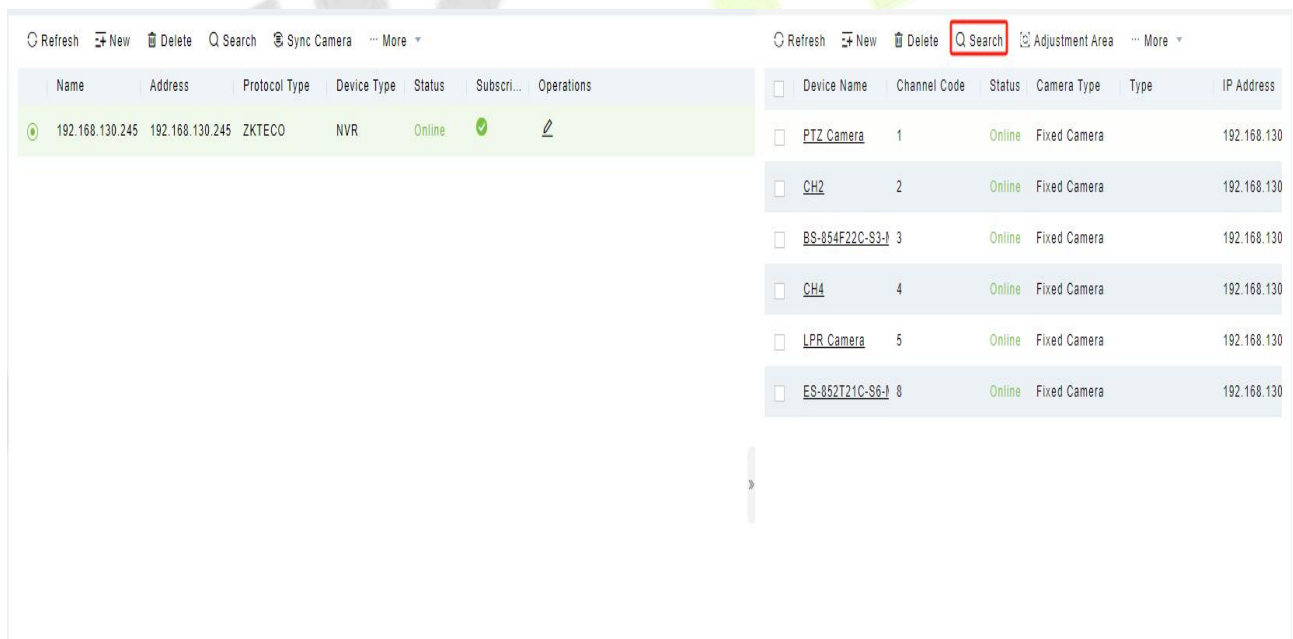 Refresh New Delete Search Sync Camera ··· More
Name Address Protocol Type Device Type Status Subscri... Operations
192.168.130.245 192.168.130.245 ZKTECO NVR Online
Refresh New Delete Search Adjustment Area ··· More
Device Name Channel Code Status Camera Type Type IP Address
PTZ Camera 1 Online Fixed Camera 192.168.130
CH2 2 Online Fixed Camera 192.168.130
BS-854F22C-S3-M 3 Online Fixed Camera 192.168.130
CH4 4 Online Fixed Camera 192.168.130
LPR Camera 5 Online Fixed Camera 192.168.130
ES-852T21C-S6-M 8 Online Fixed Camera 192.168.130